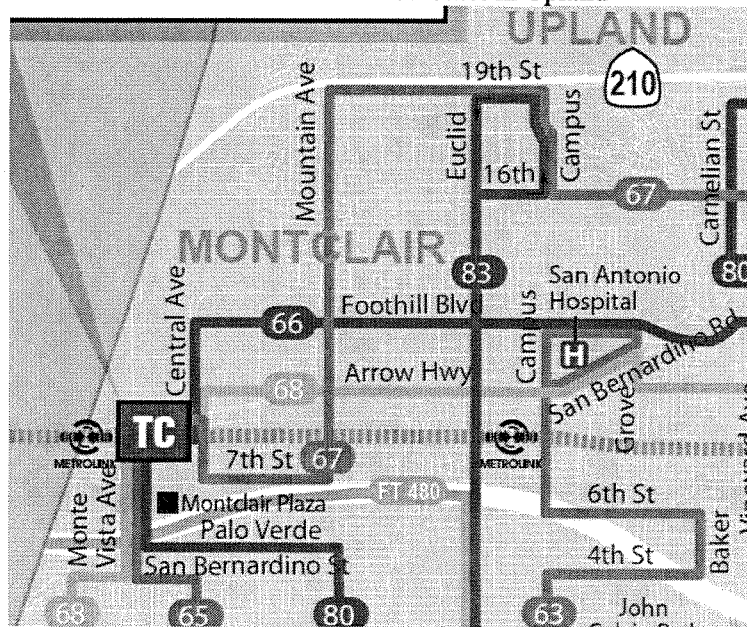 UPLAND
19th St
210
Mountain Ave
Euclid
Campus
Carnelian St
16th
67
MONTCLAIR
83
80
San Antonio
Hospital
Central Ave
66
Foothill Blvd
Campus
H
San Bernardino Rd
68
Arrow Hwy
Grove
TC
METROLINK
METROLINK
7th St
67
Monte
Vista Ave
Montclair Plaza
FT 480
6th St
Palo Verde
Baker
San Bernardino St
4th St
68
65
80
63
John